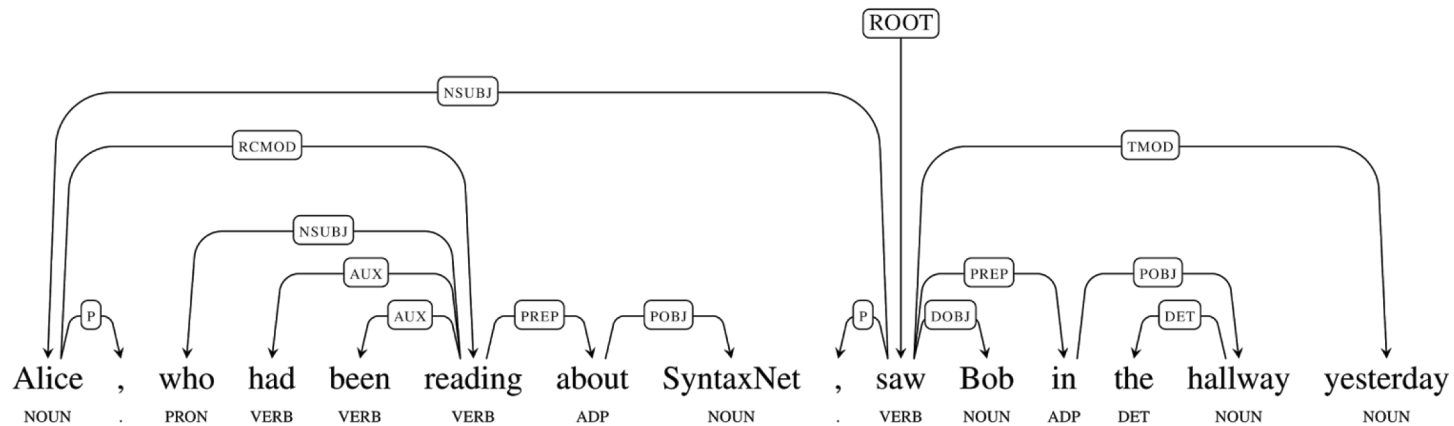 ROOT
NSUBJ
RCMOD TMOD
NSUBJ
AUX PREP POBJ
P AUX PREP POBJ P DOBJ DET
Alice , who had been reading about SyntaxNet , saw Bob in the hallway yesterday
NOUN . PRON VERB VERB VERB ADP NOUN . VERB NOUN ADP DET NOUN NOUN